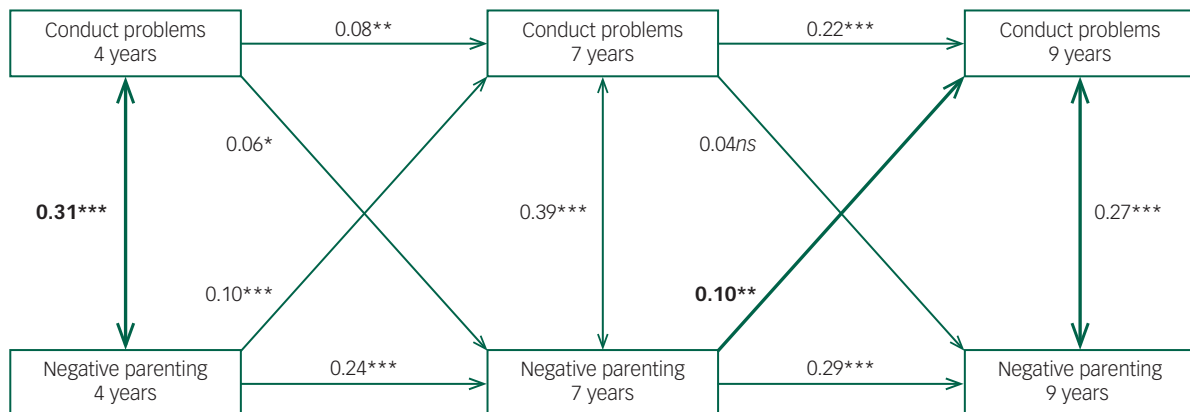 Conduct problems
4 years
0.08**
Conduct problems
7 years
0.22***
Conduct problems
9 years
0.06*
0.04ns
0.31***
0.39***
0.27***
0.10***
0.10**
Negative parenting
4 years
0.24***
Negative parenting
7 years
0.29***
Negative parenting
9 years